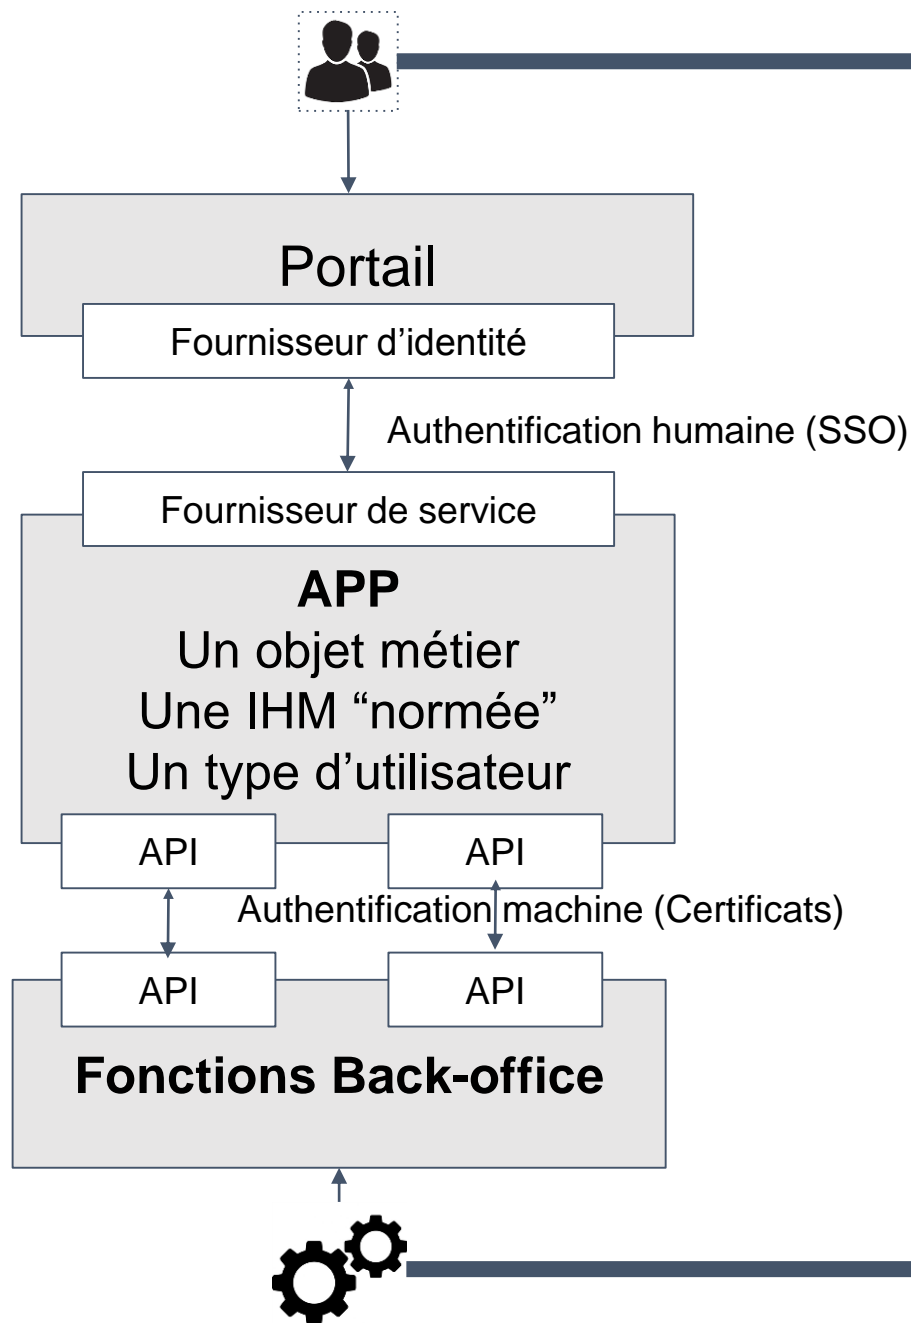 Portail
Fournisseur d’identité
Authentification humaine (SSO)
Fournisseur de service
APP
Un objet métier
Une IHM “normée”
Un type d’utilisateur
API
API
Authentification machine (Certificats)
API
API
Fonctions Back-office